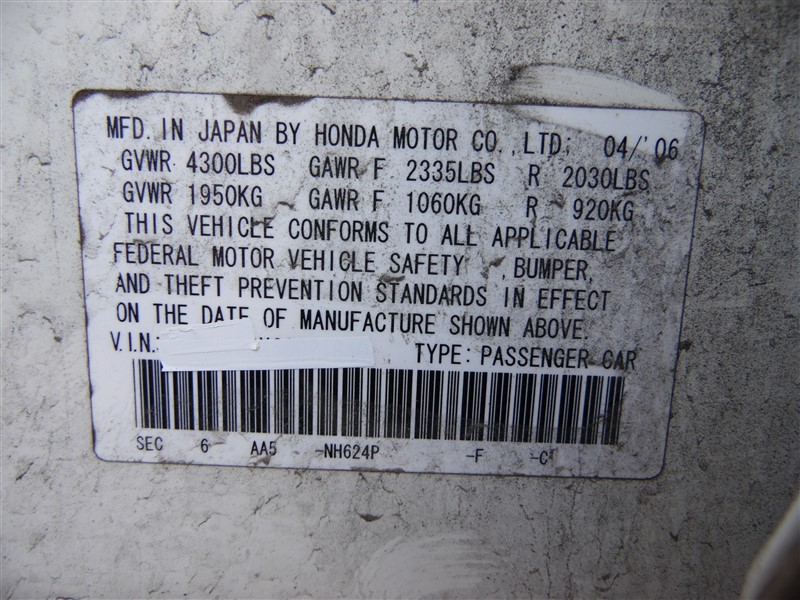 MFD. IN JAPAN BY HONDA MOTOR CO., LTD; 04/'06
GVWR 4300LBS GAWR F 2335LBS R 2030LBS
GVWR 1950KG GAWR F 1060KG R 920KG
THIS VEHICLE CONFORMS TO ALL APPLICABLE
FEDERAL MOTOR VEHICLE SAFETY , BUMPER,
AND THEFT PREVENTION STANDARDS IN EFFECT
ON THE DATE OF MANUFACTURE SHOWN ABOVE.
V.I.N.: TYPE: PASSENGER CAR
SEC 6 AA5 -NH624P -F -C